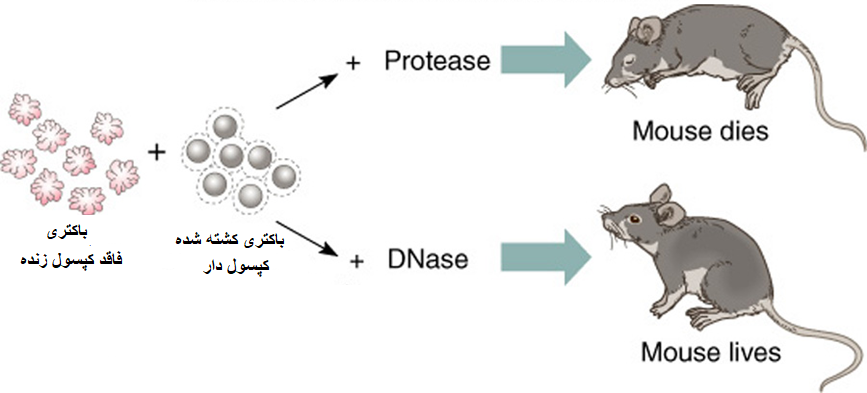 + Protease
Mouse dies
+
باکتری
فاقد کپسول زنده
باکتری کشته شده
کپسول دار
+ DNase
Mouse lives